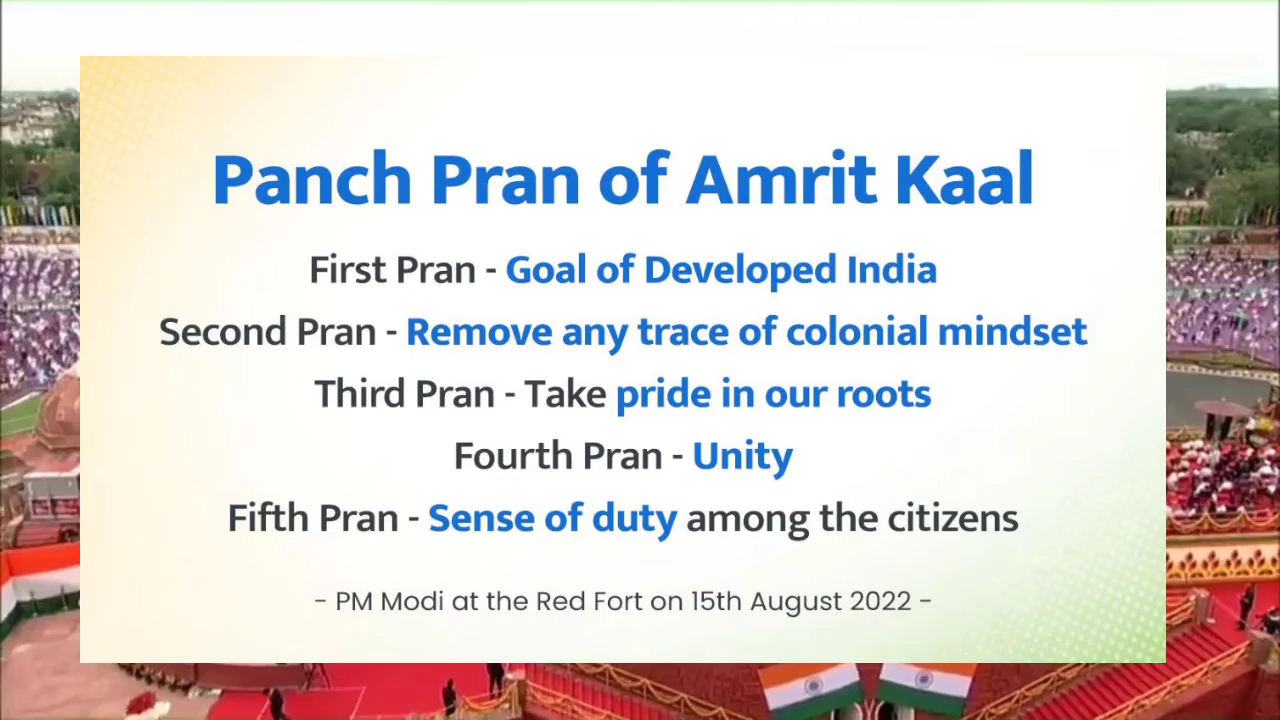 Panch Pran of Amrit Kaal
First Pran - Goal of Developed India
Second Pran - Remove any trace of colonial mindset
Third Pran - Take pride in our roots
Fourth Pran - Unity
Fifth Pran - Sense of duty among the citizens
- PM Modi at the Red Fort on 15th August 2022 -